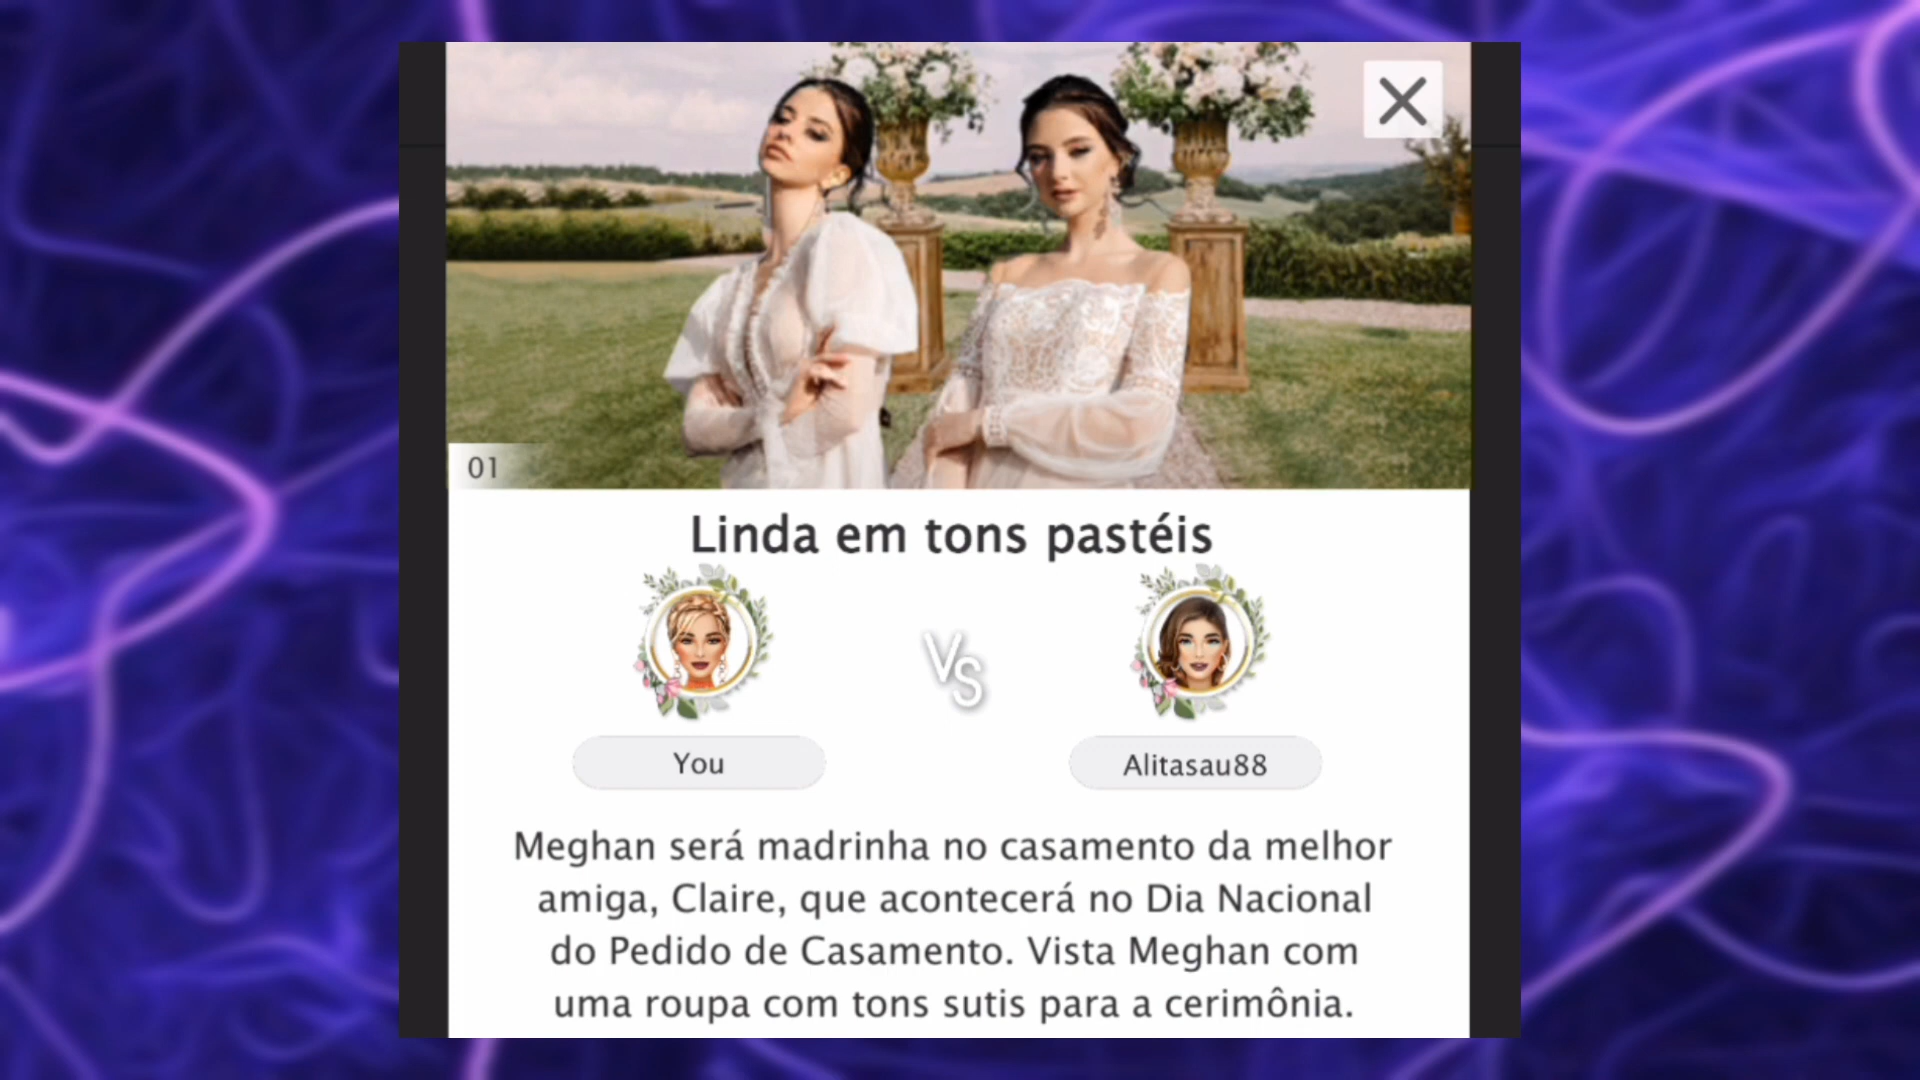 01
Linda em tons pastéis
VS
You
Alitasau88
Meghan será madrinha no casamento da melhor
amiga, Claire, que acontecerá no Dia Nacional
do Pedido de Casamento. Vista Meghan com
uma roupa com tons sutis para a cerimônia.